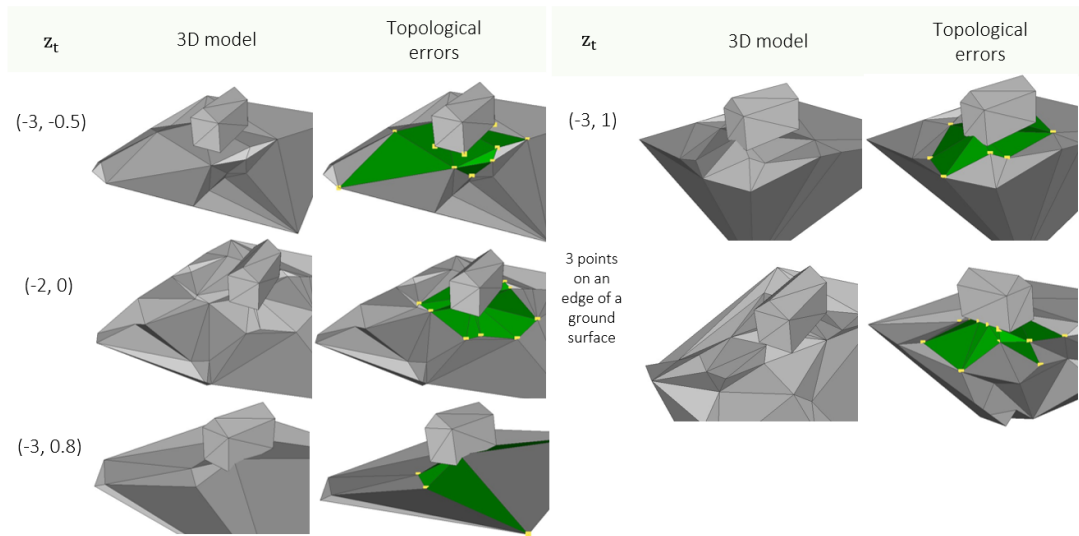 z_t
3D model
Topological
errors
(-3, -0.5)
(-2, 0)
(-3, 0.8)
z_t
3D model
Topological
errors
(-3, 1)
3 points
on an
edge of a
ground
surface